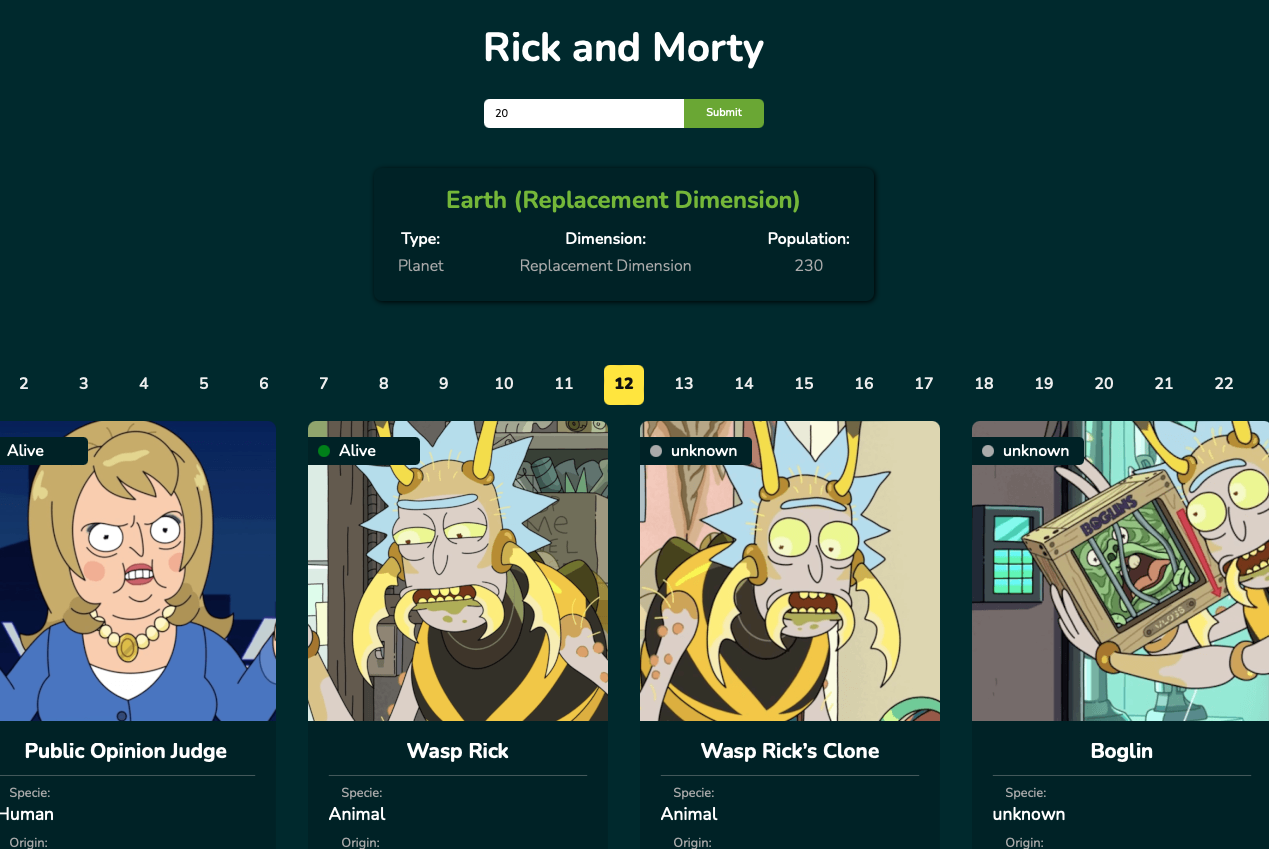 Rick and Morty
20 Submit
Earth (Replacement Dimension)
Type: Dimension: Population:
Planet Replacement Dimension 230
2 3 4 5 6 7 8 9 10 11 12 13 14 15 16 17 18 19 20 21 22
Alive Alive unknown unknown
BOGLINS
Public Opinion Judge Wasp Rick Wasp Rick’s Clone Boglin
Specie: Specie: Specie: Specie:
Human Animal Animal unknown
Origin: Origin: Origin: Origin: